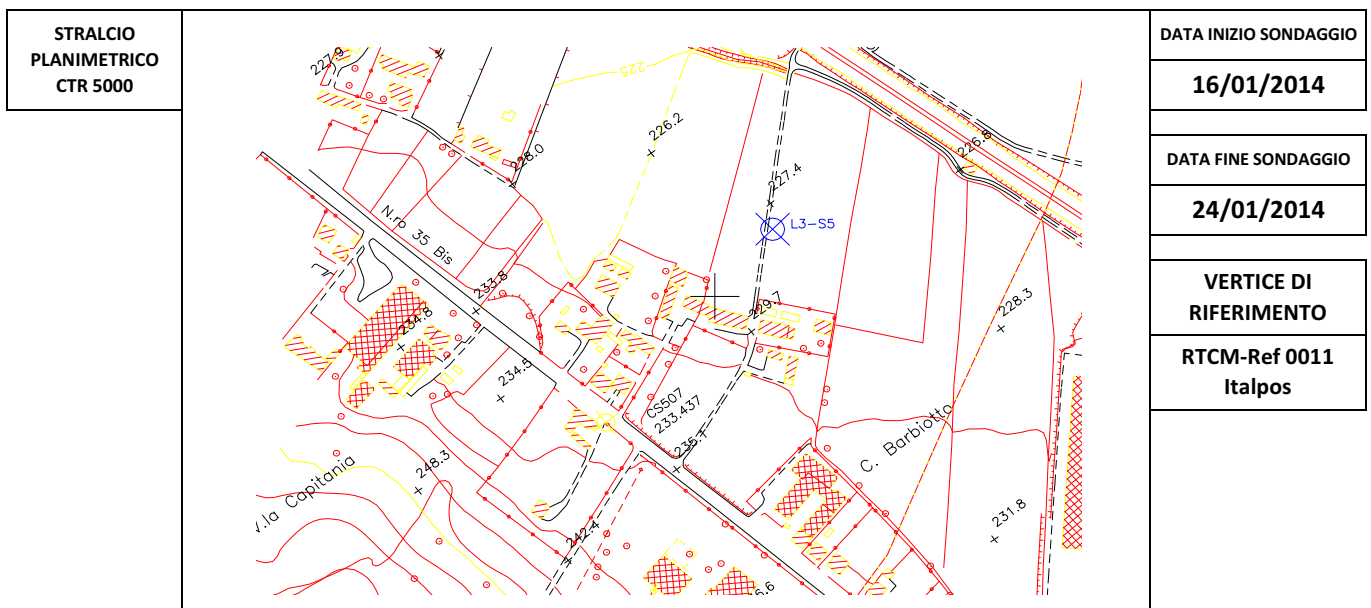 STRALCIO
PLANIMETRICO
CTR 5000
227.9
225
226.2
228.0
227.4
226.8
L3-S5
N.ro 35 Bis
233.8
234.8
234.5
229.7
228.3
CS507
233.437
235.1
C. Barbiotto
V.la Capitania
248.3
242.4
231.8
DATA INIZIO SONDAGGIO
16/01/2014
DATA FINE SONDAGGIO
24/01/2014
VERTICE DI
RIFERIMENTO
RTCM-Ref 0011
Italpos